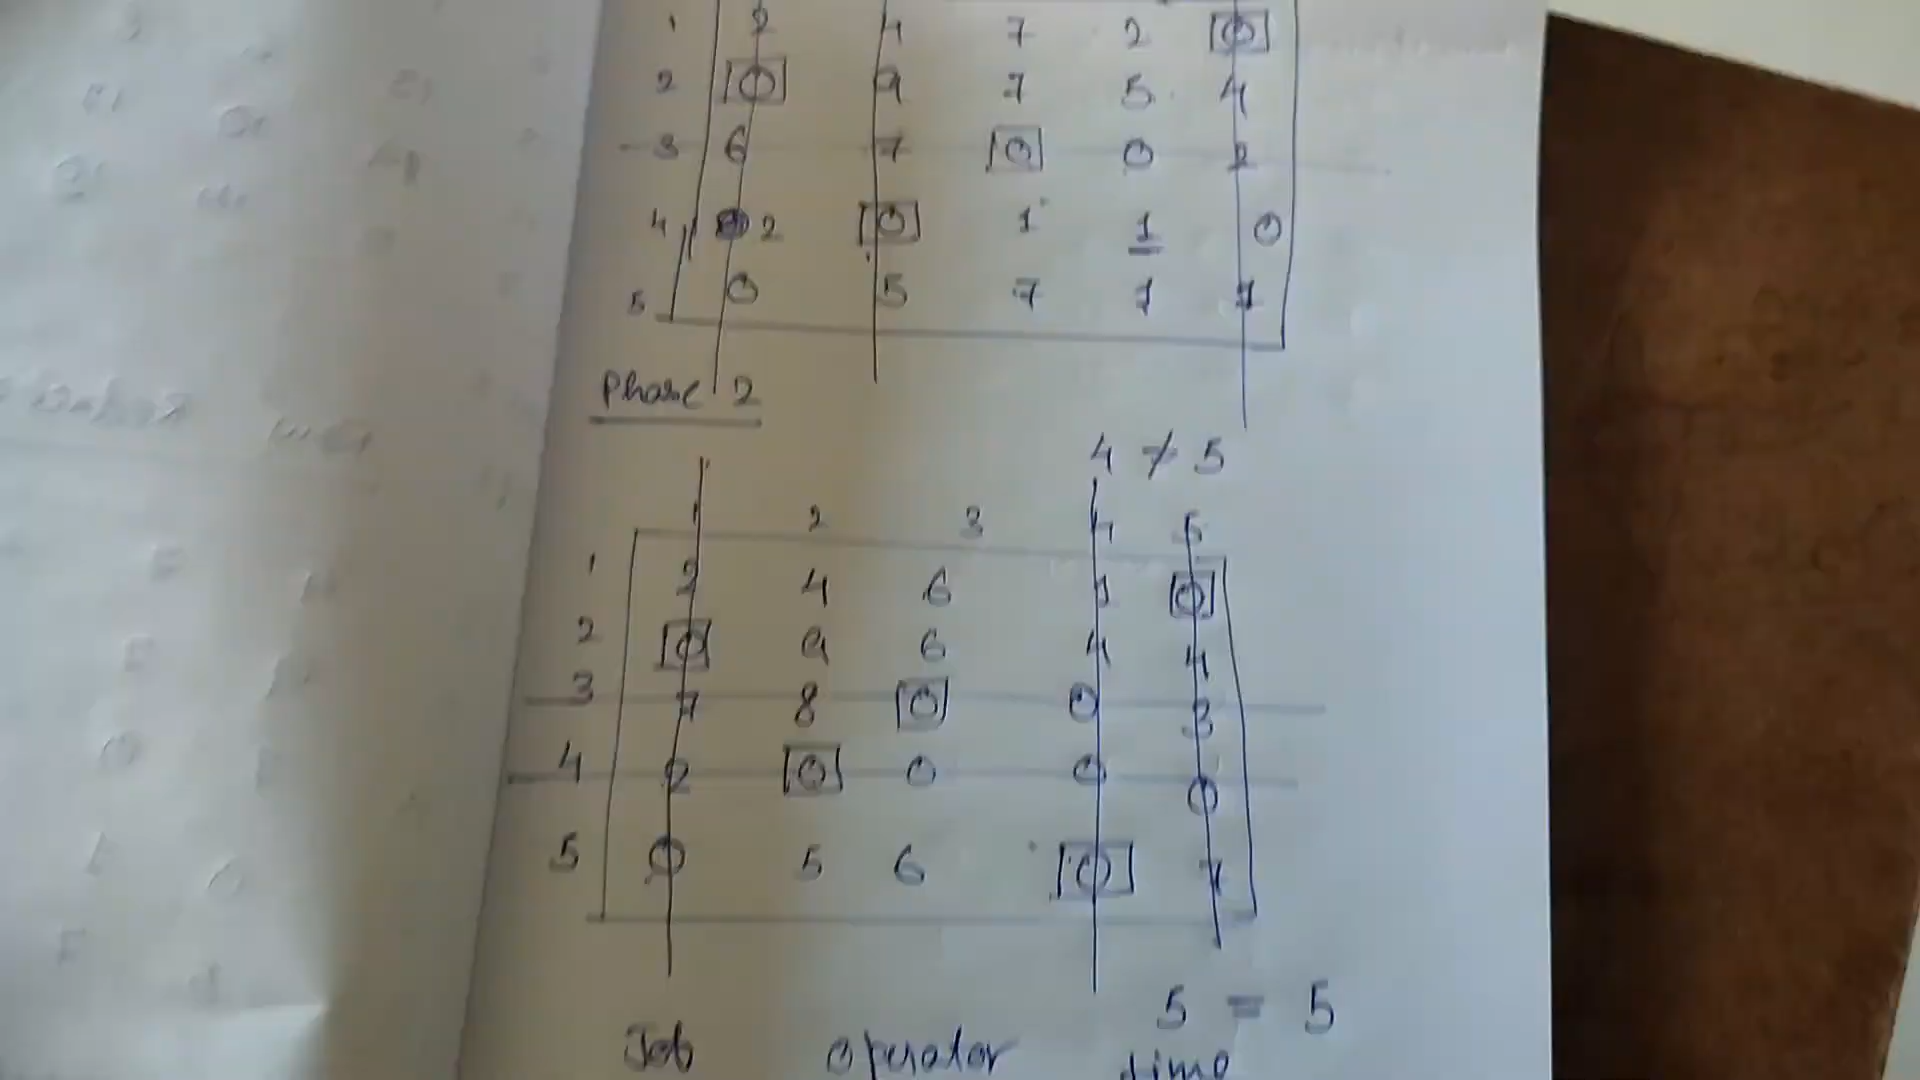 1 2 4 7 2 0
2 0 9 7 5 4
3 6 7 0 0 2
4 2 0 1 1 0
5 0 5 7 1 7
Phase 2
4 ≠ 5
1 2 3 4 5
1 2 4 6 1 0
2 0 9 6 4 4
3 7 8 0 0 3
4 2 0 0 0 0
5 0 5 6 0 7
5 = 5
Job operator time